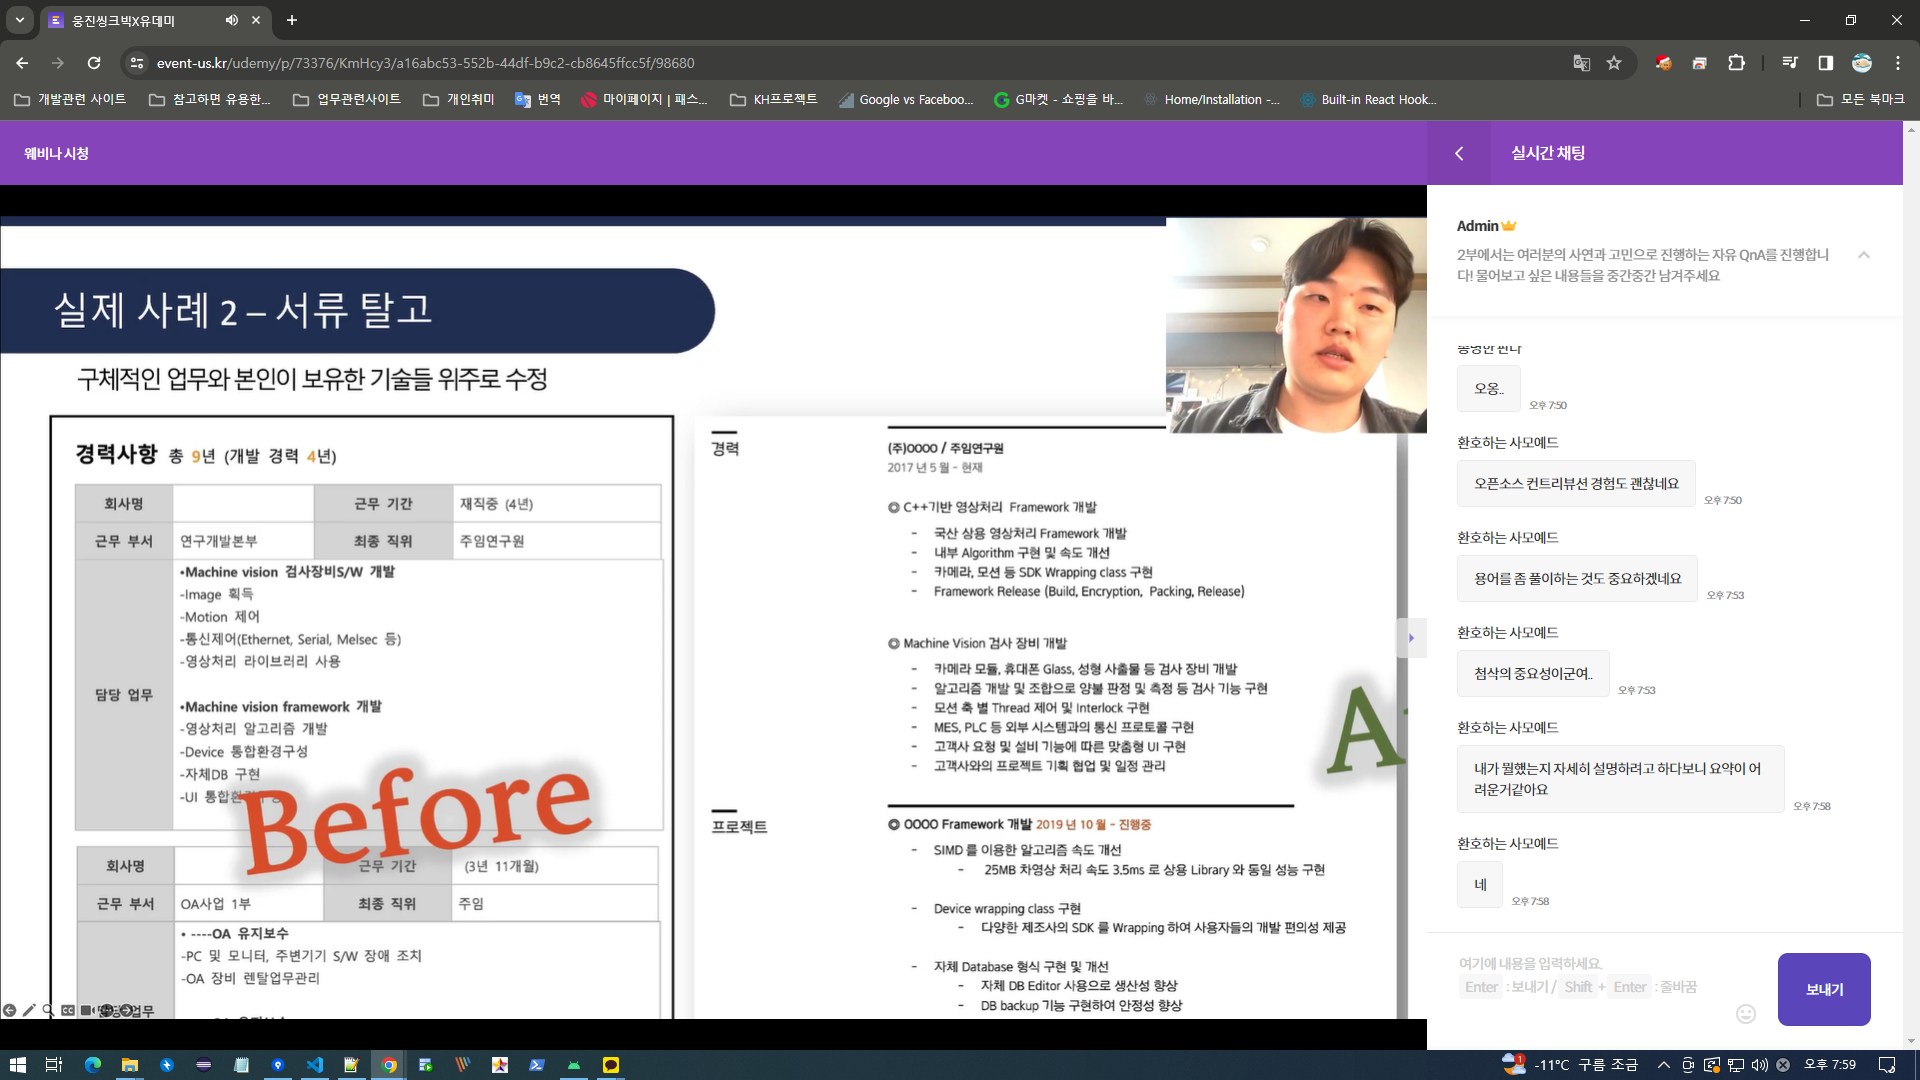 웅진씽크빅X유데미
event-us.kr/udemy/p/73376/KmHcy3/a16abc53-552b-44df-b9c2-cb8645ffcc5f/98680
개발관련 사이트
참고하면 유용한...
업무관련사이트
개인취미
번역
마이페이지 | 패스...
KH프로젝트
Google vs Faceboo...
G마켓 - 쇼핑을 바...
Home/Installation -...
Built-in React Hook...
모든 북마크
웨비나 시청
실제 사례 2 – 서류 탈고
구체적인 업무와 본인이 보유한 기술들 위주로 수정
경력사항 총 9년 (개발 경력 4년)
회사명 근무 기간 재직중 (4년)
근무 부서 연구개발본부 최종 직위 주임연구원
담당 업무
•Machine vision 검사장비S/W 개발
-Image 획득
-Motion 제어
-통신제어(Ethernet, Serial, Melsec 등)
-영상처리 라이브러리 사용
•Machine vision framework 개발
-영상처리 알고리즘 개발
-Device 통합환경구성
-자체DB 구현
-UI
Before
회사명 근무 기간 (3년 11개월)
근무 부서 OA사업 1부 최종 직위 주임
• ----OA 유지보수
-PC 및 모니터, 주변기기 S/W 장애 조치
-OA 장비 렌탈업무관리
경력
(주)OOOO / 주임연구원
2017 년 5 월 – 현재
◎ C++기반 영상처리 Framework 개발
- 국산 상용 영상처리 Framework 개발
- 내부 Algorithm 구현 및 속도 개선
- 카메라, 모션 등 SDK Wrapping class 구현
- Framework Release (Build, Encryption, Packing, Release)
◎ Machine Vision 검사 장비 개발
- 카메라 모듈, 휴대폰 Glass, 성형 사출물 등 검사 장비 개발
- 알고리즘 개발 및 조합으로 양불 판정 및 측정 등 검사 기능 구현
- 모션 축 별 Thread 제어 및 Interlock 구현
- MES, PLC 등 외부 시스템과의 통신 프로토콜 구현
- 고객사 요청 및 설비 기능에 따른 맞춤형 UI 구현
- 고객사와의 프로젝트 기획 협업 및 일정 관리
A
프로젝트
◎ OOOO Framework 개발 2019 년 10 월 – 진행중
- SIMD 를 이용한 알고리즘 속도 개선
- 25MB 차영상 처리 속도 3.5ms 로 상용 Library 와 동일 성능 구현
- Device wrapping class 구현
- 다양한 제조사의 SDK 를 Wrapping 하여 사용자들의 개발 편의성 제공
- 자체 Database 형식 구현 및 개선
- 자체 DB Editor 사용으로 생산성 향상
- DB backup 기능 구현하여 안정성 향상
실시간 채팅
Admin
2부에서는 여러분의 사연과 고민으로 진행하는 자유 QnA를 진행합니
다! 물어보고 싶은 내용들을 중간중간 남겨주세요
오옹..
오후 7:50
환호하는 사모예드
오픈소스 컨트리뷰션 경험도 괜찮네요
오후 7:50
환호하는 사모예드
용어를 좀 풀이하는 것도 중요하겠네요
오후 7:53
환호하는 사모예드
첨삭의 중요성이군여..
오후 7:53
환호하는 사모예드
내가 뭘했는지 자세히 설명하려고 하다보니 요약이 어
려운거같아요
오후 7:58
환호하는 사모예드
네
오후 7:58
여기에 내용을 입력하세요.
Enter : 보내기 / Shift + Enter : 줄바꿈
보내기
-11°C 구름 조금
오후 7:59